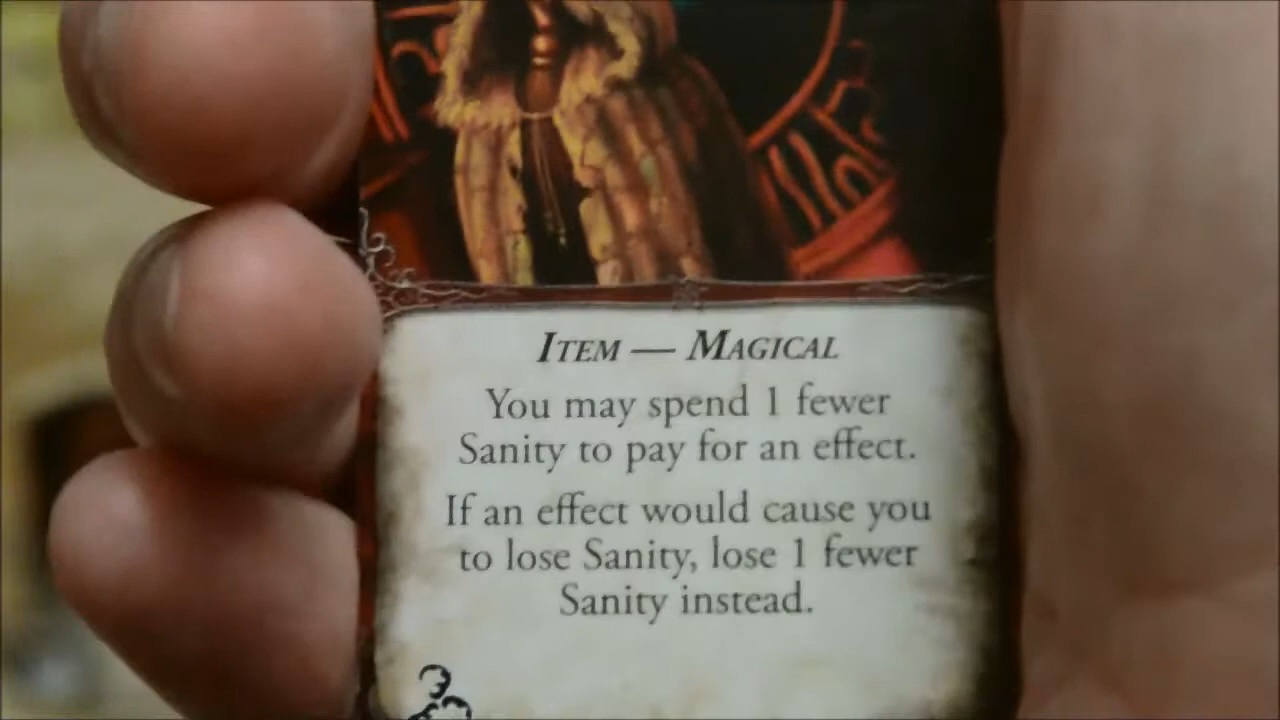 ITEM — MAGICAL
You may spend 1 fewer
Sanity to pay for an effect.
If an effect would cause you
to lose Sanity, lose 1 fewer
Sanity instead.